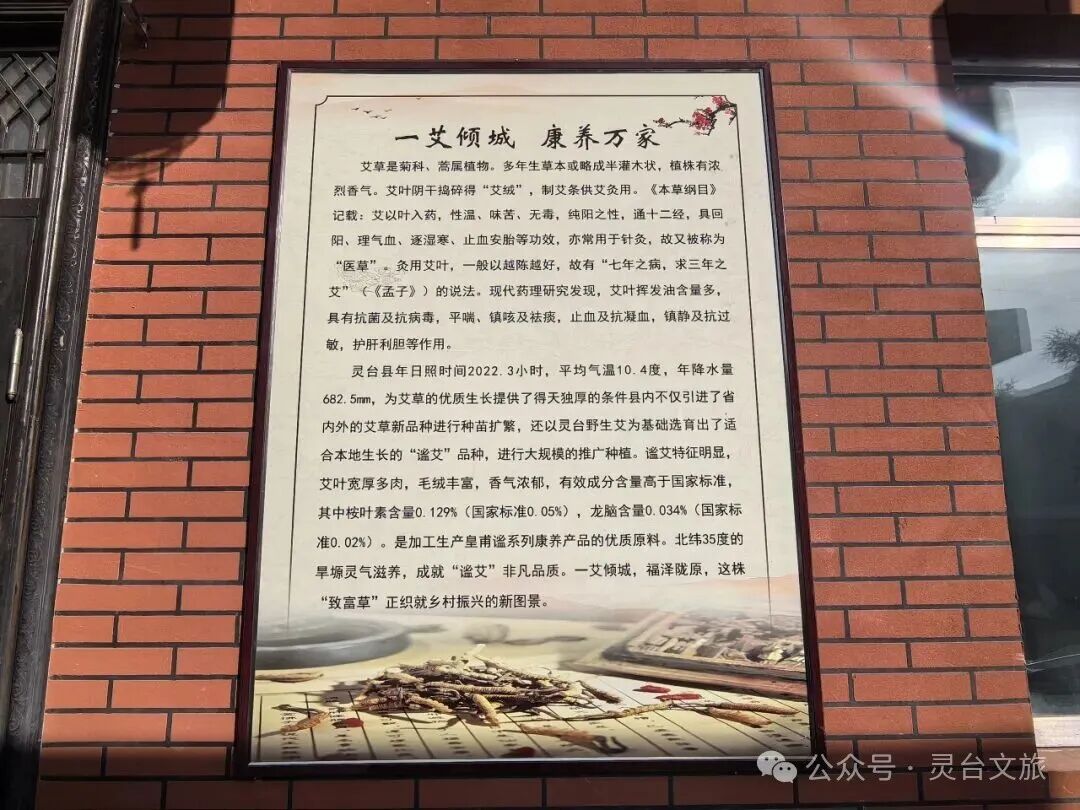 一艾倾城 康养万家
艾草是菊科、蒿属植物。多年生草本或略成半灌木状，植株有浓
烈香气。艾叶阴干捣碎得“艾绒”，制艾条供艾灸用。《本草纲目》
记载：艾以叶入药，性温、味苦、无毒，纯阳之性，通十二经，具回
阳、理气血、逐湿寒、止血安胎等功效，亦常用于针灸，故又被称为
“医草”。灸用艾叶，一般以越陈越好，故有“七年之病，求三年之
艾”（《孟子》）的说法。现代药理研究发现，艾叶挥发油含量多，
具有抗菌及抗病毒，平喘、镇咳及祛痰，止血及抗凝血，镇静及抗过
敏，护肝利胆等作用。
灵台县年日照时间2022.3小时，平均气温10.4度，年降水量
682.5mm，为艾草的优质生长提供了得天独厚的条件县内不仅引进了省
内外的艾草新品种进行种苗扩繁，还以灵台野生艾为基础选育出了适
合本地生长的“谧艾”品种，进行大规模的推广种植。谧艾特征明显，
艾叶宽厚多肉，毛绒丰富，香气浓郁，有效成分含量高于国家标准，
其中桉叶素含量0.129%（国家标准0.05%），龙脑含量0.034%（国家标
准0.02%）。是加工生产皇甫谧系列康养产品的优质原料。北纬35度的
旱塬灵气滋养，成就“谧艾”非凡品质。一艾倾城，福泽陇原，这株
“致富草”正织就乡村振兴的新图景。
公众号·灵台文旅